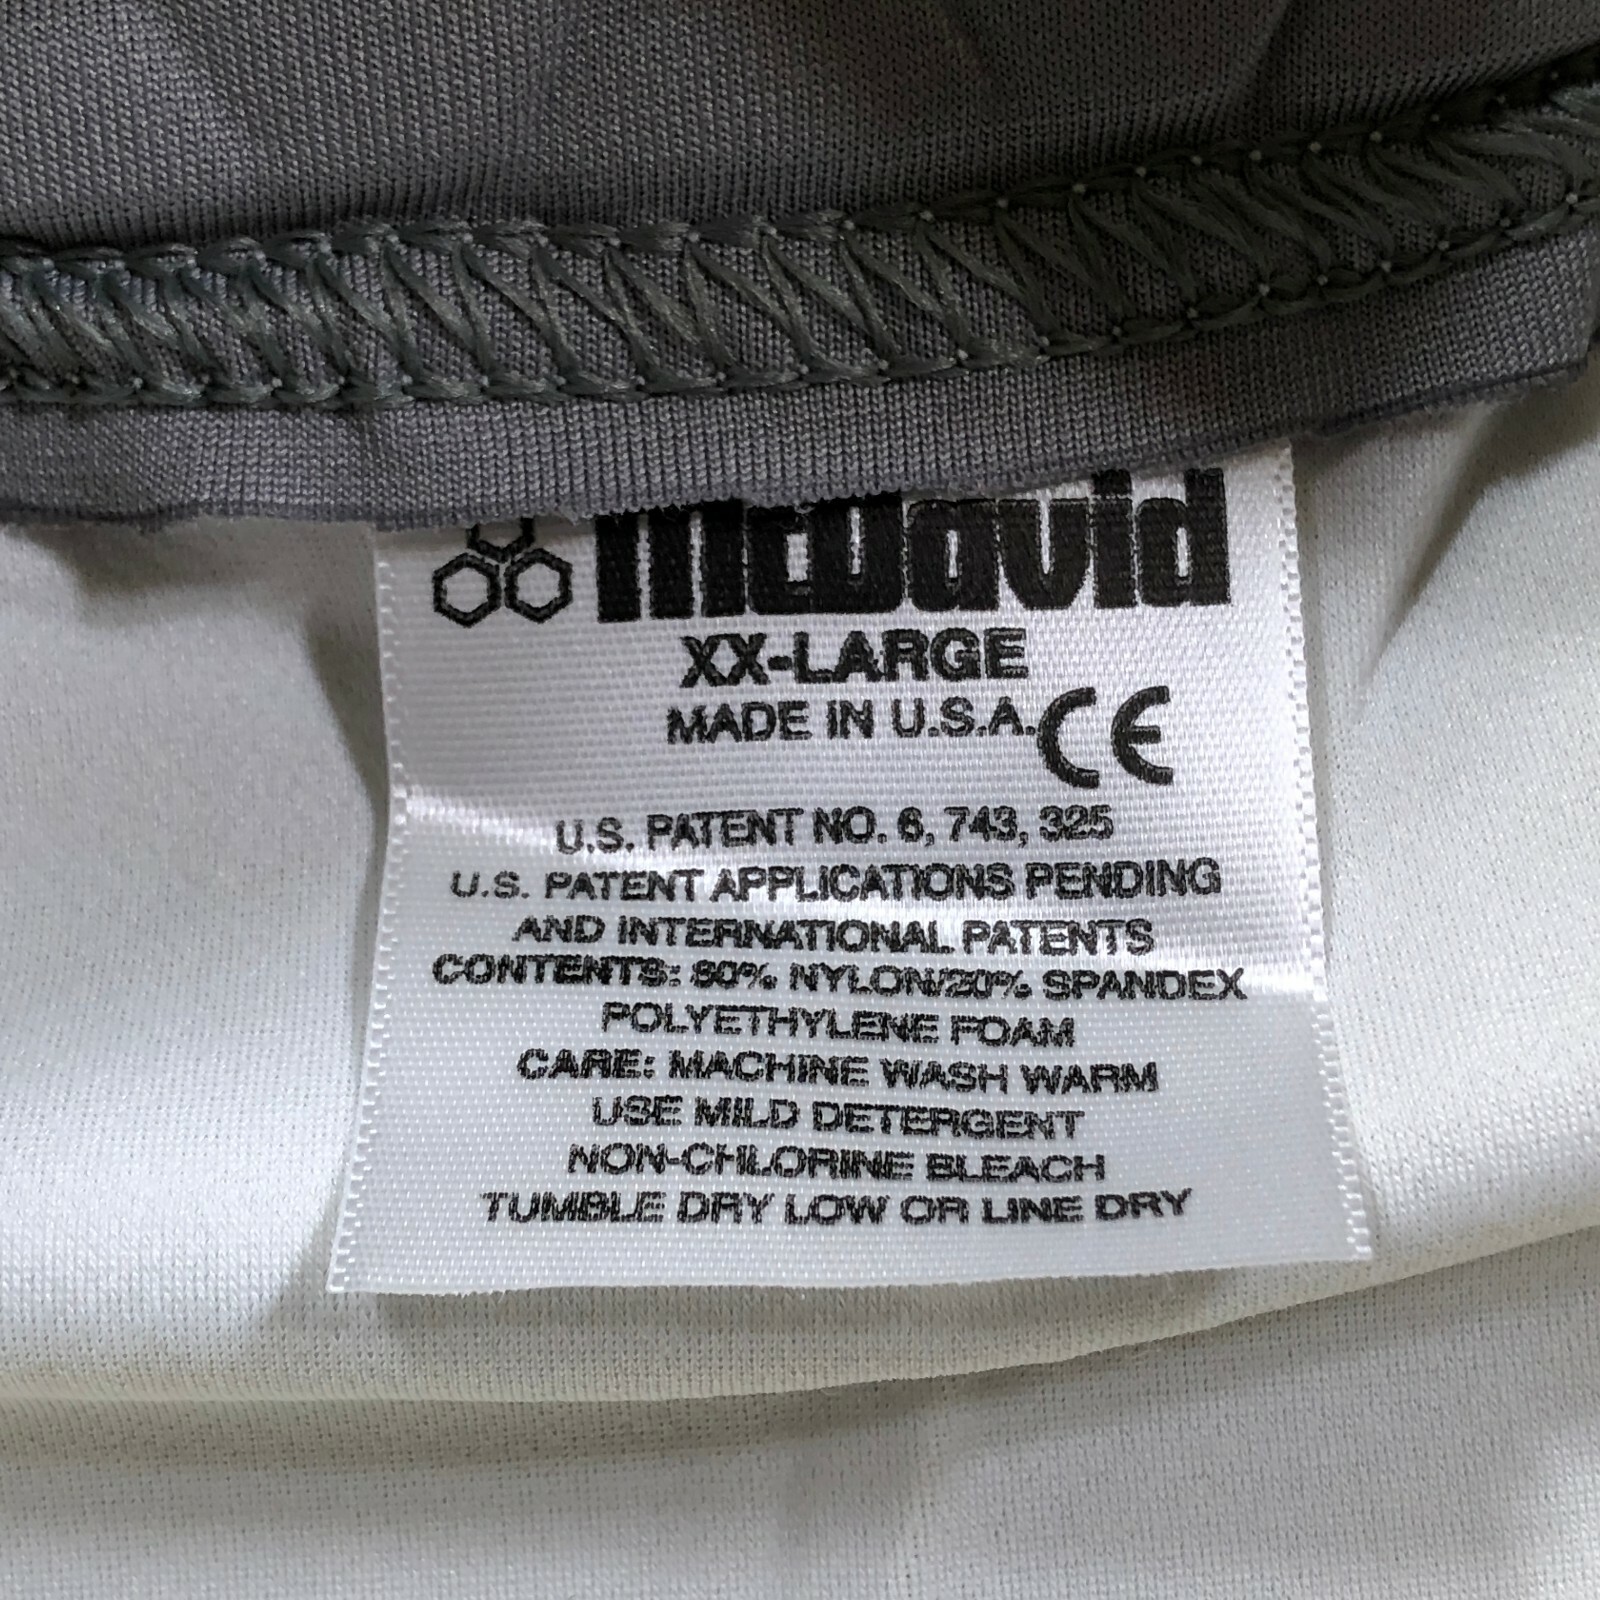 McDavid
XX-LARGE
MADE IN U.S.A. CE
U.S. PATENT NO. 6, 743, 325
U.S. PATENT APPLICATIONS PENDING
AND INTERNATIONAL PATENTS
CONTENTS: 80% NYLON/20% SPANDEX
POLYETHYLENE FOAM
CARE: MACHINE WASH WARM
USE MILD DETERGENT
NON-CHLORINE BLEACH
TUMBLE DRY LOW OR LINE DRY